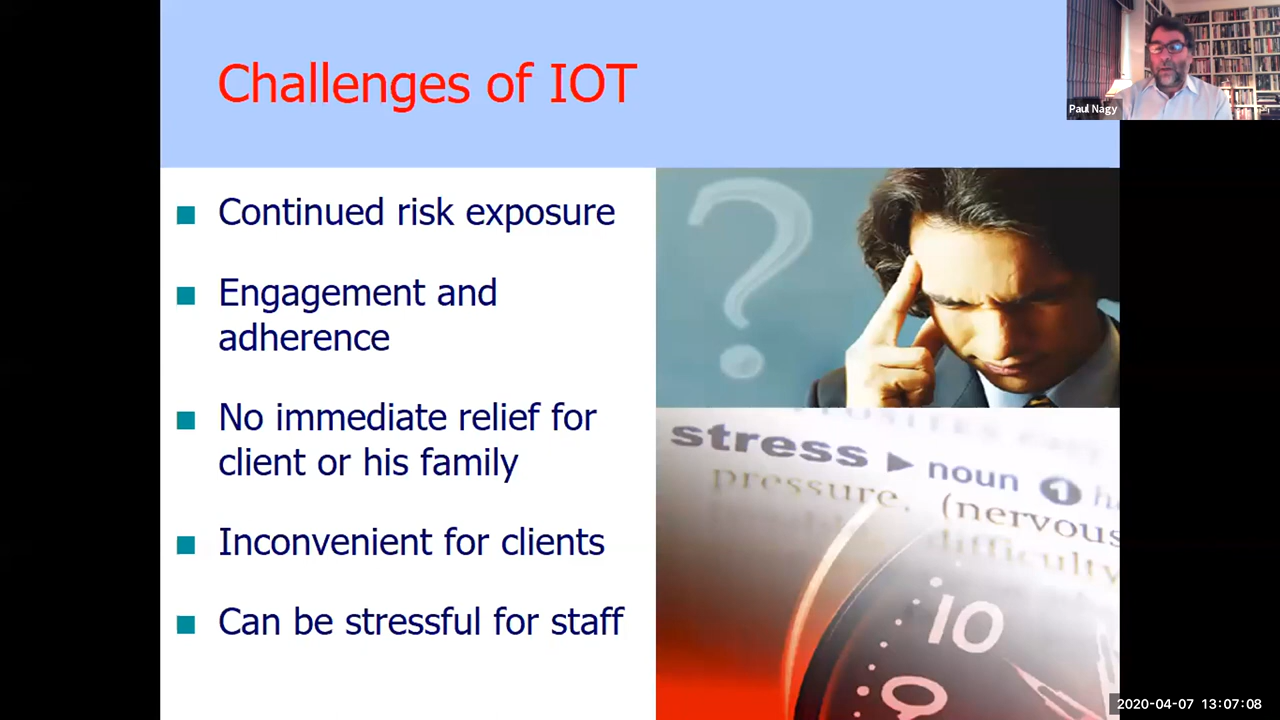 Challenges of IOT
Paul Nagy
Continued risk exposure
Engagement and
adherence
No immediate relief for
client or his family
Inconvenient for clients
Can be stressful for staff
?
stress ▶ noun 1
pressure. (nervous
difficulty
10
9
2020-04-07 13:07:08